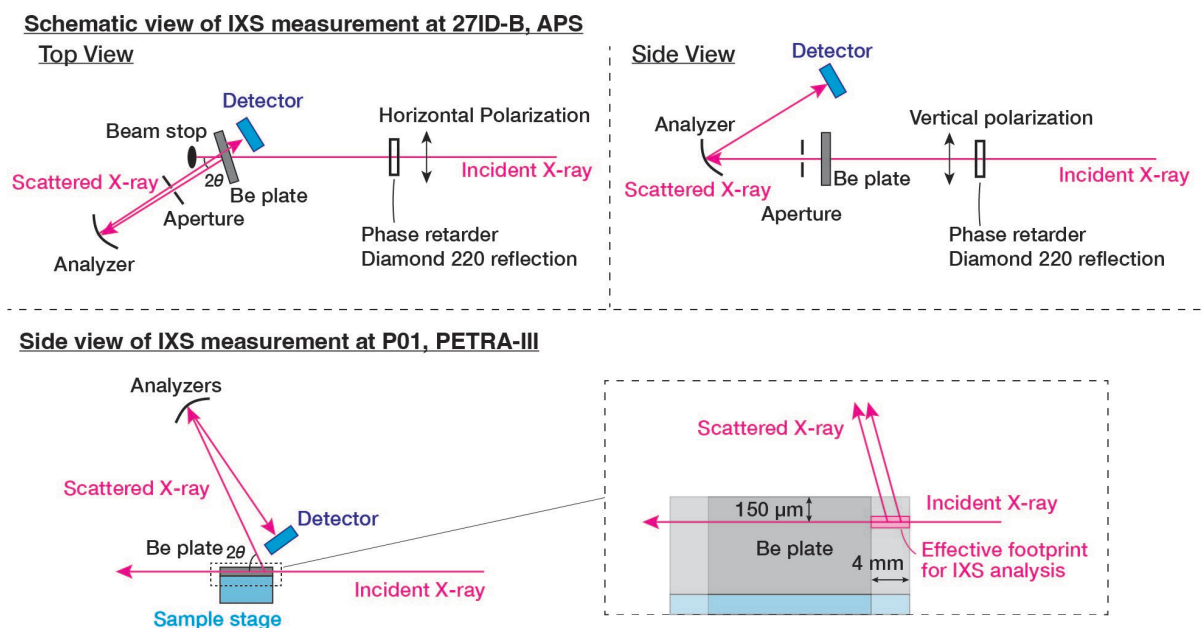 Schematic view of IXS measurement at 27ID-B, APS
Top View
Detector
Beam stop
Horizontal Polarization
Scattered X-ray
2θ
Be plate
Incident X-ray
Aperture
Analyzer
Phase retarder
Diamond 220 reflection
Side View
Detector
Analyzer
Vertical polarization
Scattered X-ray
Be plate
Incident X-ray
Aperture
Phase retarder
Diamond 220 reflection
Side view of IXS measurement at P01, PETRA-III
Analyzers
Scattered X-ray
Detector
Be plate
2θ
Incident X-ray
Sample stage
Scattered X-ray
150 µm
Incident X-ray
Be plate
4 mm
Effective footprint
for IXS analysis